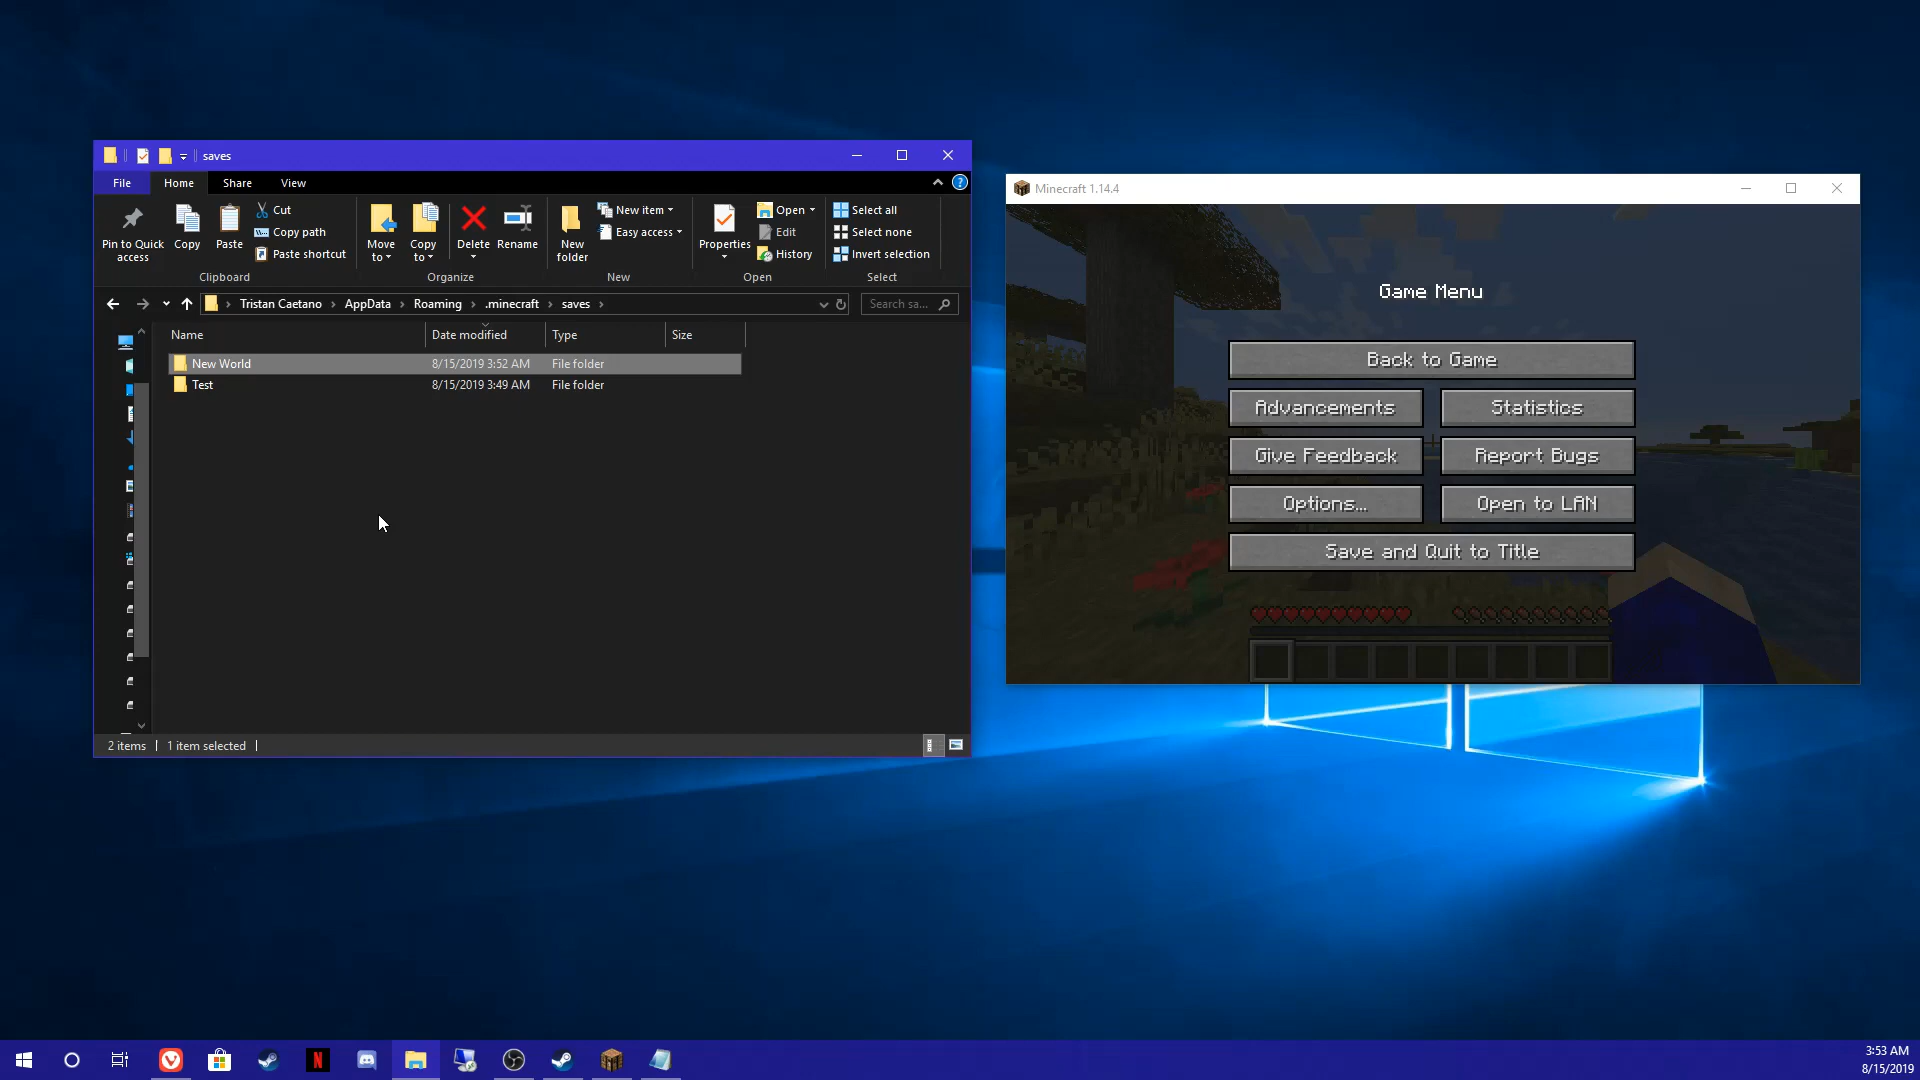 saves
File Home Share View
Pin to Quick access
Copy
Paste
Cut
Copy path
Paste shortcut
Clipboard
Move to
Copy to
Delete
Rename
Organize
New folder
New item
Easy access
New
Properties
Open
Edit
History
Open
Select all
Select none
Invert selection
Select
Tristan Caetano AppData Roaming .minecraft saves
Search sa...
Name Date modified Type Size
New World 8/15/2019 3:52 AM File folder
Test 8/15/2019 3:49 AM File folder
2 items 1 item selected
Minecraft 1.14.4
Game Menu
Back to Game
Advancements Statistics
Give Feedback Report Bugs
Options... Open to LAN
Save and Quit to Title
3:53 AM
8/15/2019